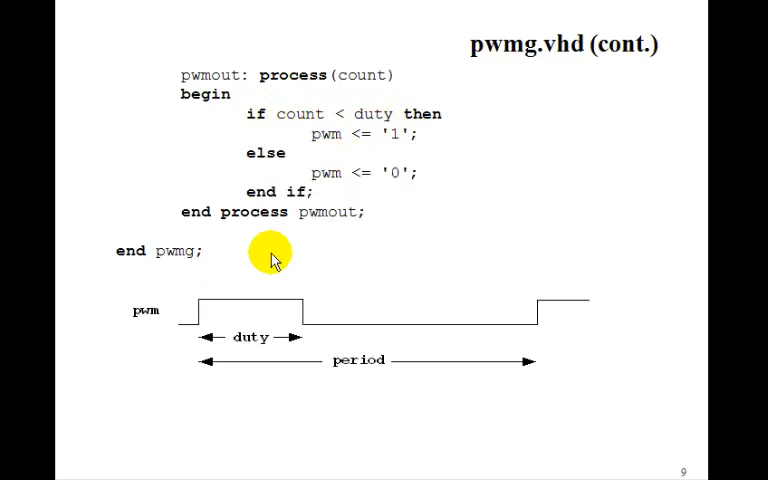 pwmg.vhd (cont.)
pwmout: process(count)
begin
if count < duty then
pwm <= '1';
else
pwm <= '0';
end if;
end process pwmout;
end pwmg;
pwm
duty
period
9